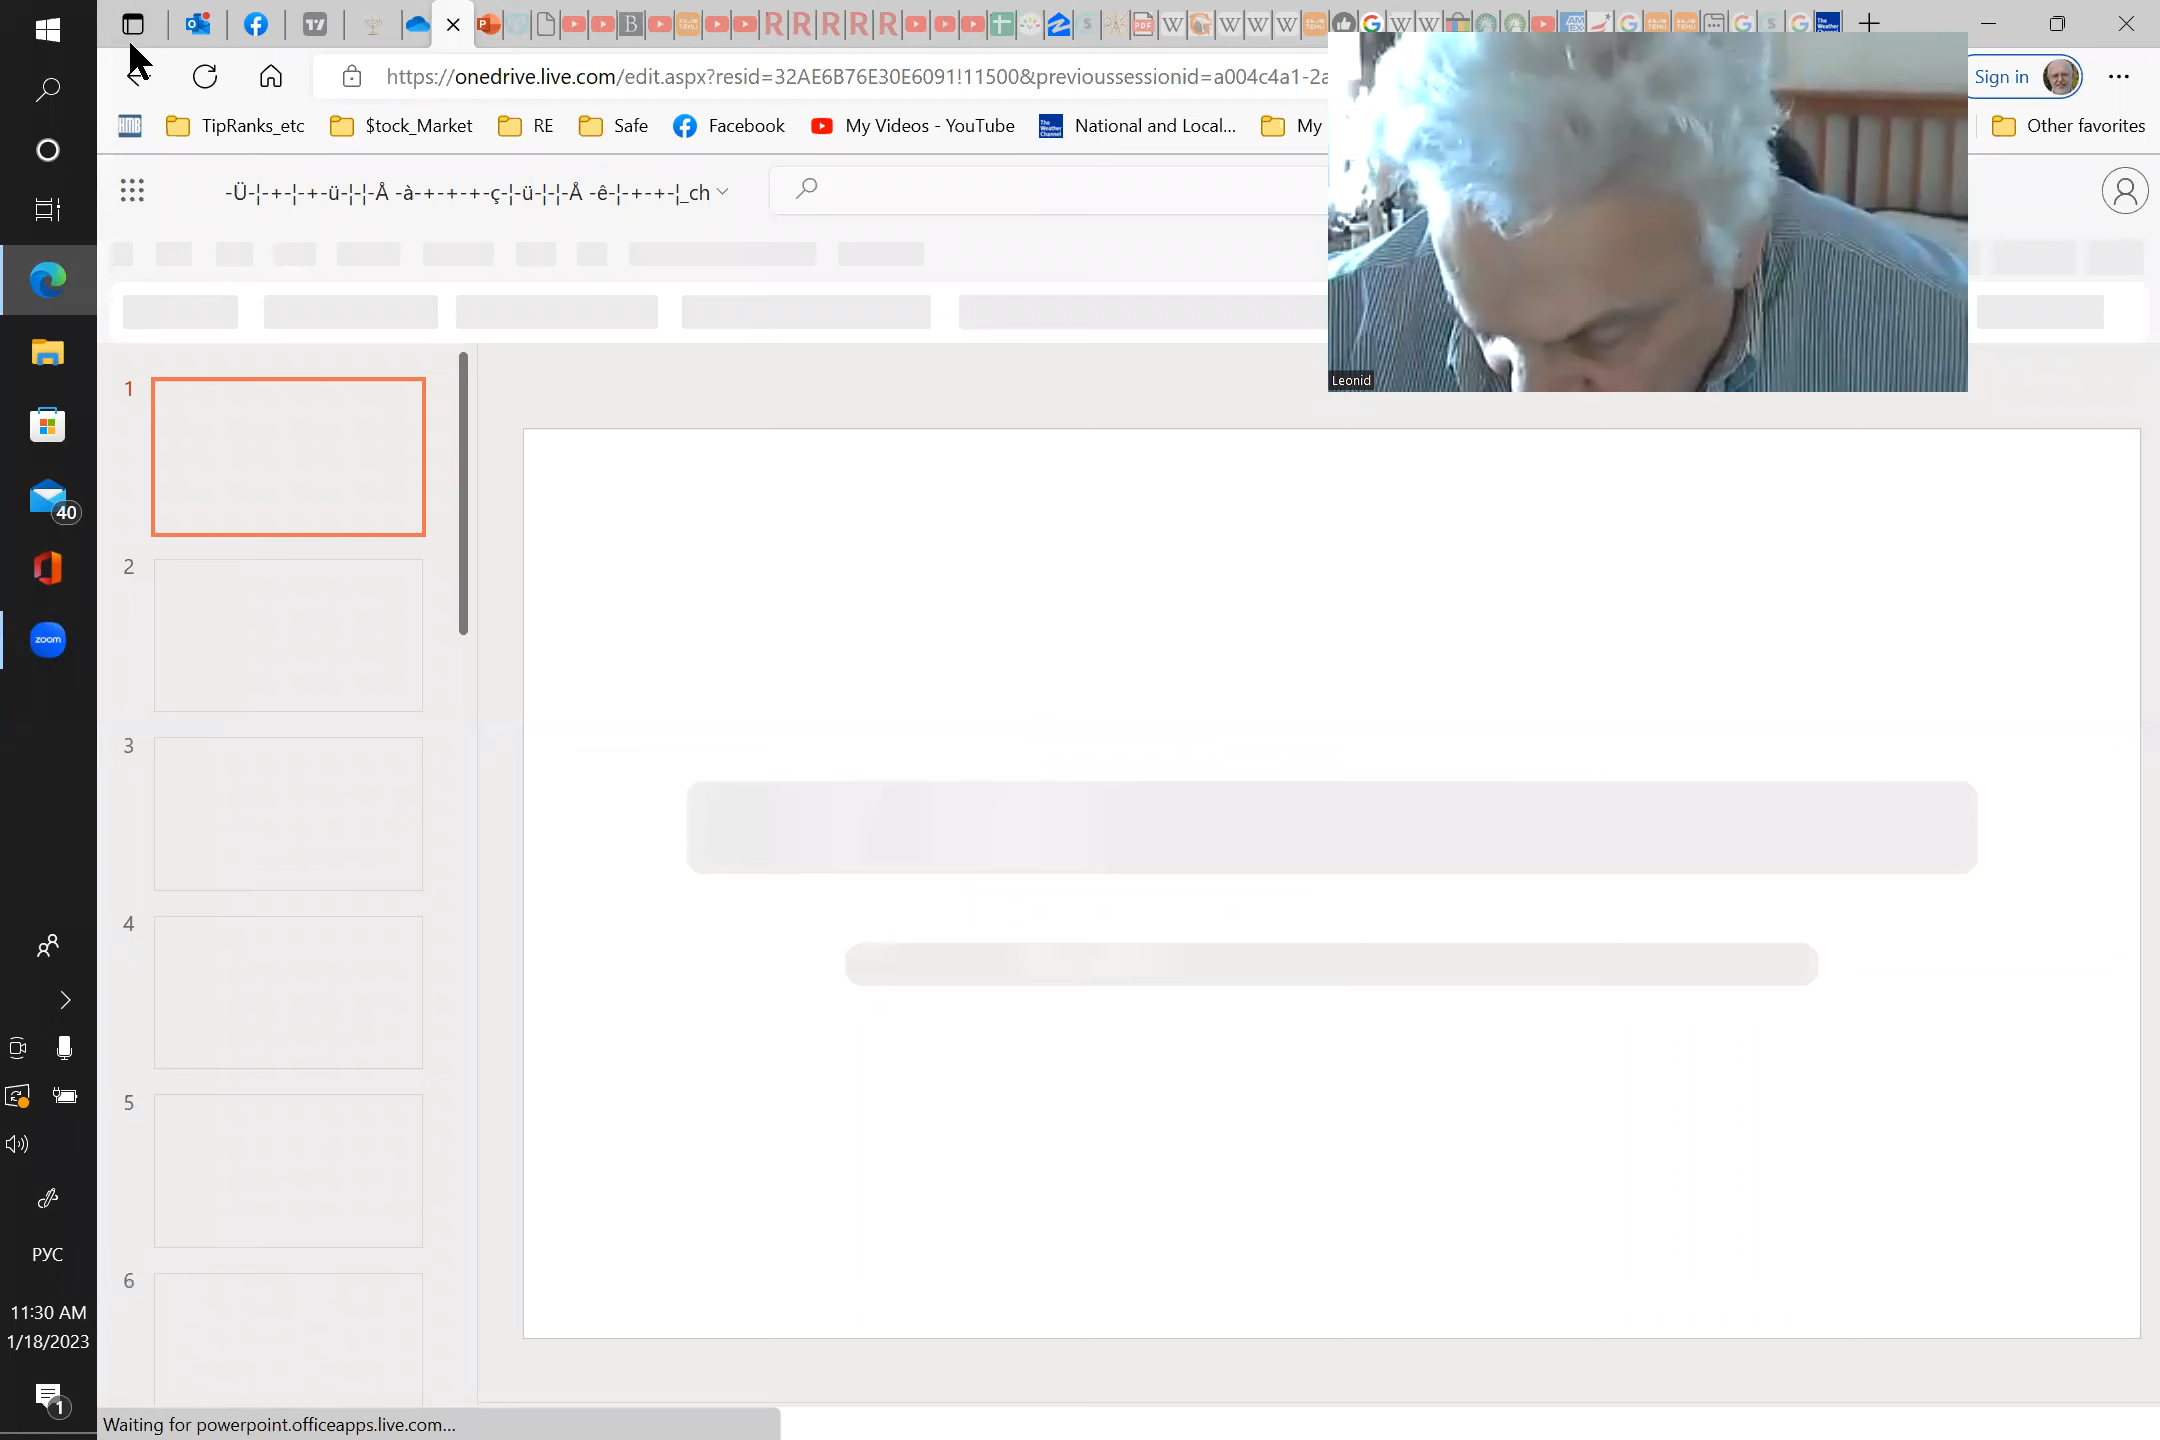 https://onedrive.live.com/edit.aspx?resid=32AE6B76E30E6091!11500&previoussessionid=a004c4a1-2a
Sign in
TipRanks_etc
$tock_Market
RE
Safe
Facebook
My Videos - YouTube
National and Local...
My
Other favorites
-Ü-¦-+-¦-+-ü-¦-¦-Å -à-+-+-+-ç-¦-ü-¦-¦-Å -ê-¦-+-+-¦_ch
Leonid
1
2
3
4
5
6
40
zoom
РУС
11:30 AM
1/18/2023
1
Waiting for powerpoint.officeapps.live.com...